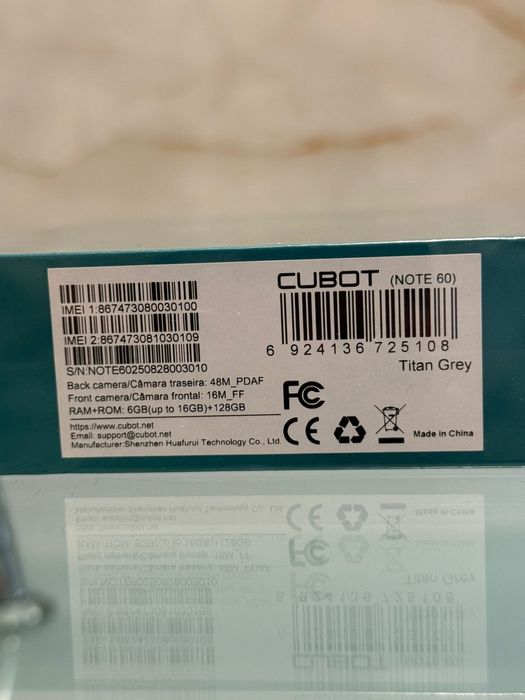 IMEI 1:867473080030100
IMEI 2:867473081030109
S/N:NOTE60250828003010
Back camera/Câmara traseira: 48M_PDAF
Front camera/Câmara frontal: 16M_FF
RAM+ROM: 6GB(up to 16GB)+128GB
https://www.cubot.net
Email: support@cubot.net
Manufacturer:Shenzhen Huafurui Technology Co., Ltd.
CUBOT (NOTE 60)
6 924136 725108
Titan Grey
FC
CE
Made in China